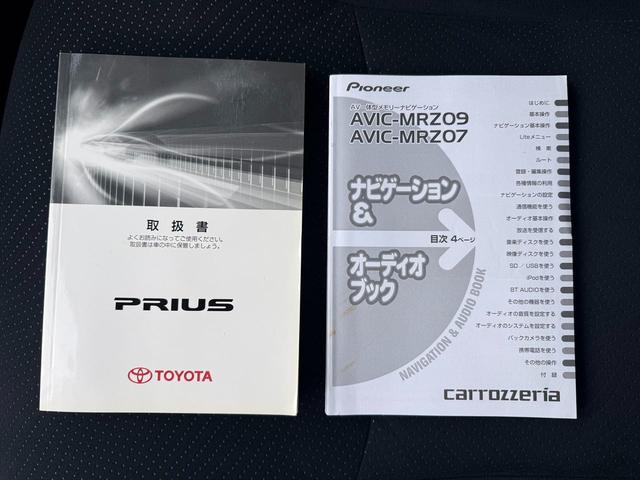 取扱書
よくお読みになってご使用ください。
取扱書は車の中に保管しましょう。
PRIUS
TOYOTA
Pioneer
AV一体型メモリーナビゲーション
AVIC-MRZ09
AVIC-MRZ07
ナビゲーション
&
目次 4ページ
オーディオ
ブック
NAVIGATION & AUDIO BOOK
carrozzeria
はじめに
基本操作
ナビゲーション基本操作
Liteメニュー
検 索
ルート
登録・編集操作
各種情報の利用
ナビゲーションの設定
通信機能を使う
オーディオ基本操作
放送を受信する
音楽ディスクを使う
映像ディスクを使う
SD／USBを使う
iPodを使う
BT AUDIOを使う
その他の機器を使う
オーディオの音質を設定する
オーディオのシステムを設定する
バックカメラを使う
携帯電話を使う
その他の操作
付 録